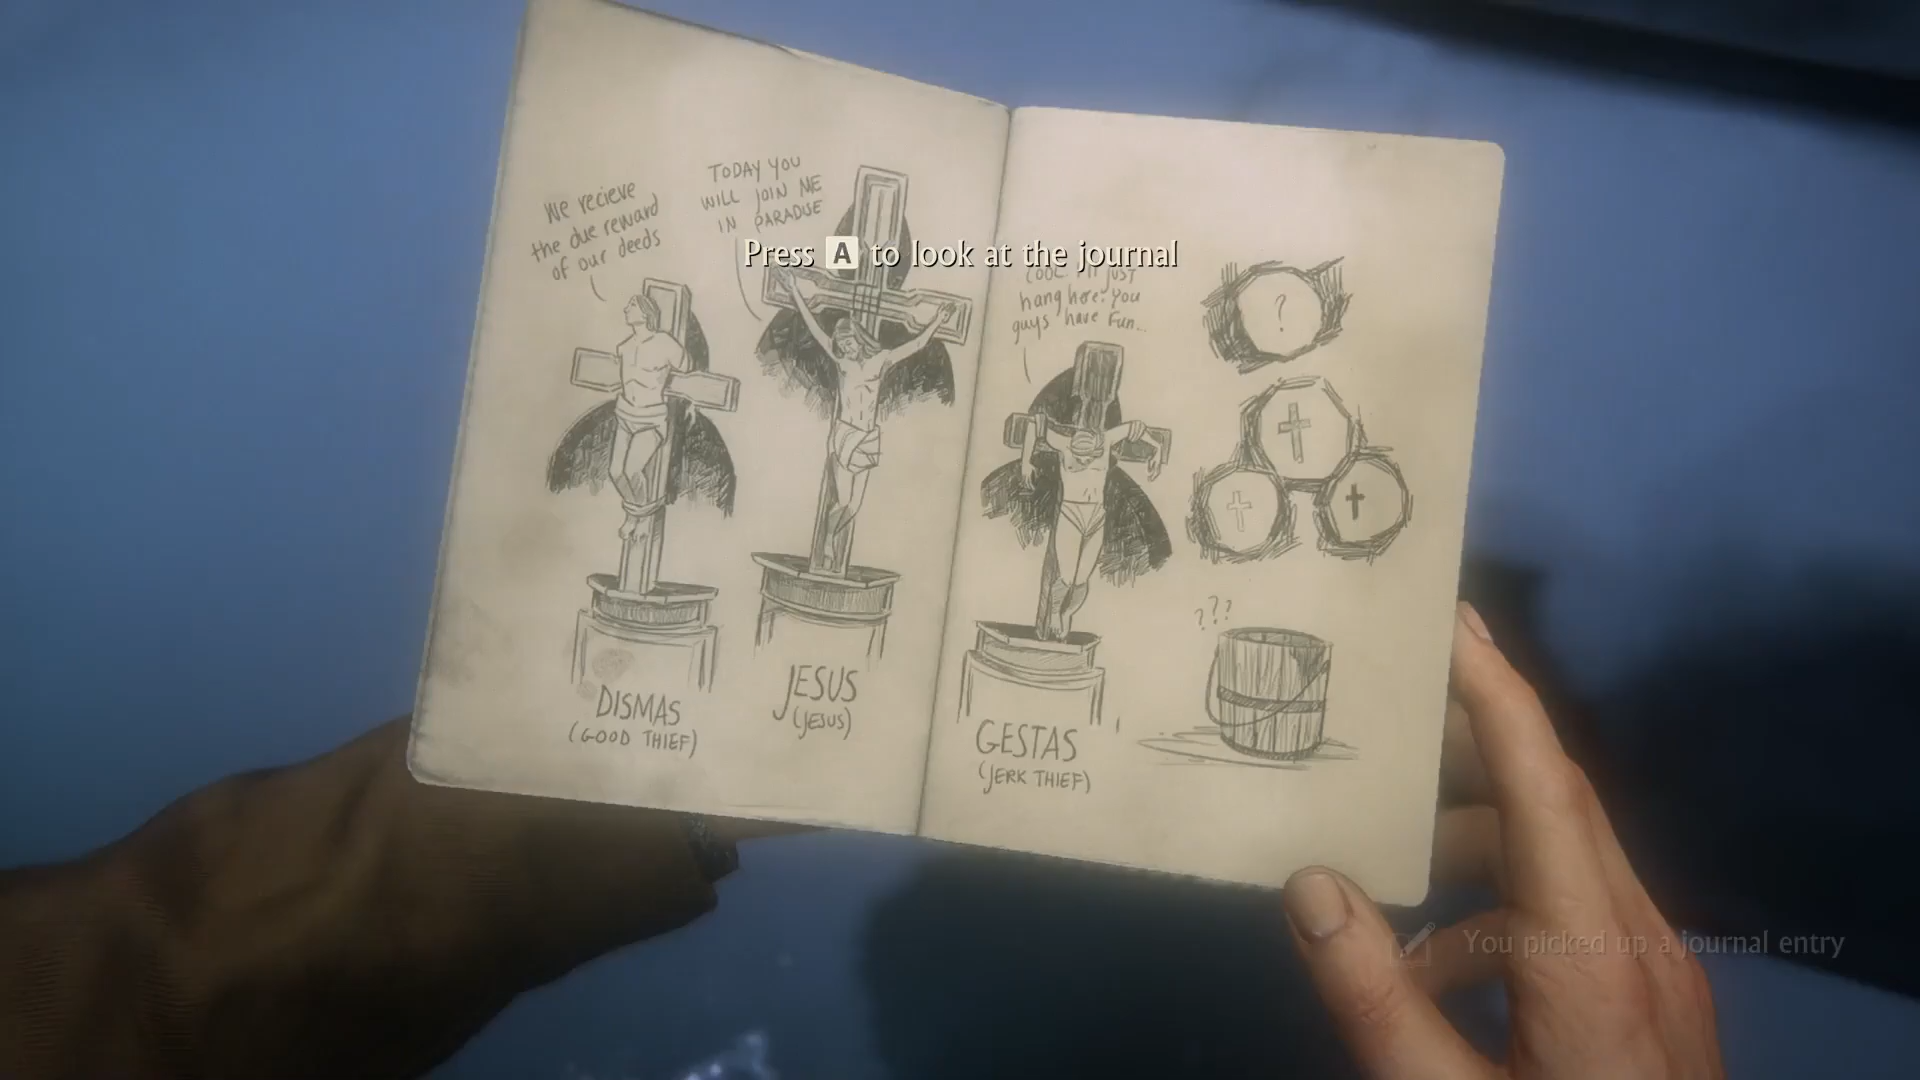 We recieve
the due reward
of our deeds
TODAY YOU
WILL JOIN ME
IN PARADISE
Press A to look at the journal
JUST
hang here. You
guys have fun...
?
???
DISMAS
(GOOD THIEF)
JESUS
(JESUS)
GESTAS
(JERK THIEF)
You picked up a journal entry